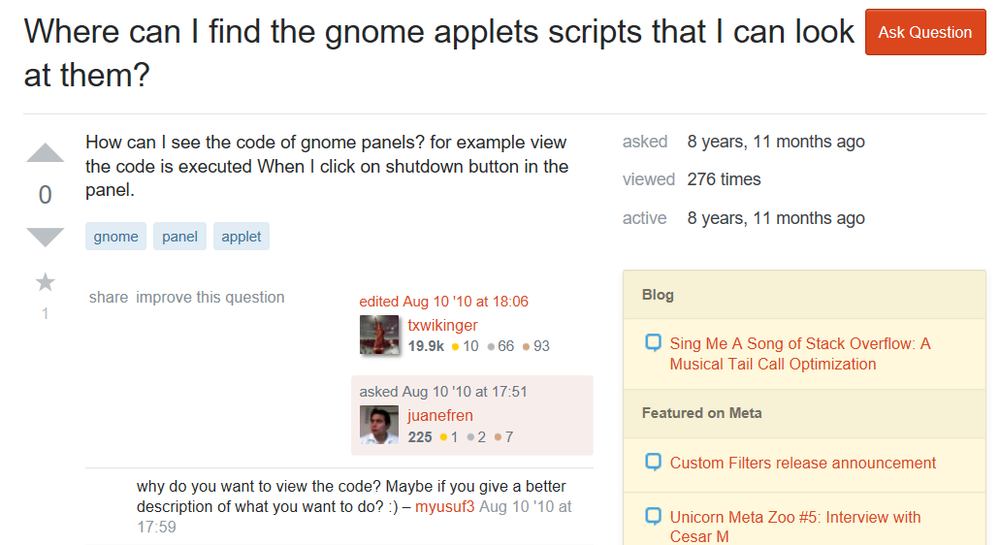 Where can I find the gnome applets scripts that I can look
at them?
Ask Question
How can I see the code of gnome panels? for example view
the code is executed When I click on shutdown button in the
panel.
0
gnome panel applet
1
share improve this question
edited Aug 10 '10 at 18:06
txwikinger
19.9k 10 66 93
asked Aug 10 '10 at 17:51
juanefren
225 1 2 7
why do you want to view the code? Maybe if you give a better
description of what you want to do? :) – myusuf3 Aug 10 '10 at
17:59
asked 8 years, 11 months ago
viewed 276 times
active 8 years, 11 months ago
Blog
Sing Me A Song of Stack Overflow: A
Musical Tail Call Optimization
Featured on Meta
Custom Filters release announcement
Unicorn Meta Zoo #5: Interview with
Cesar M